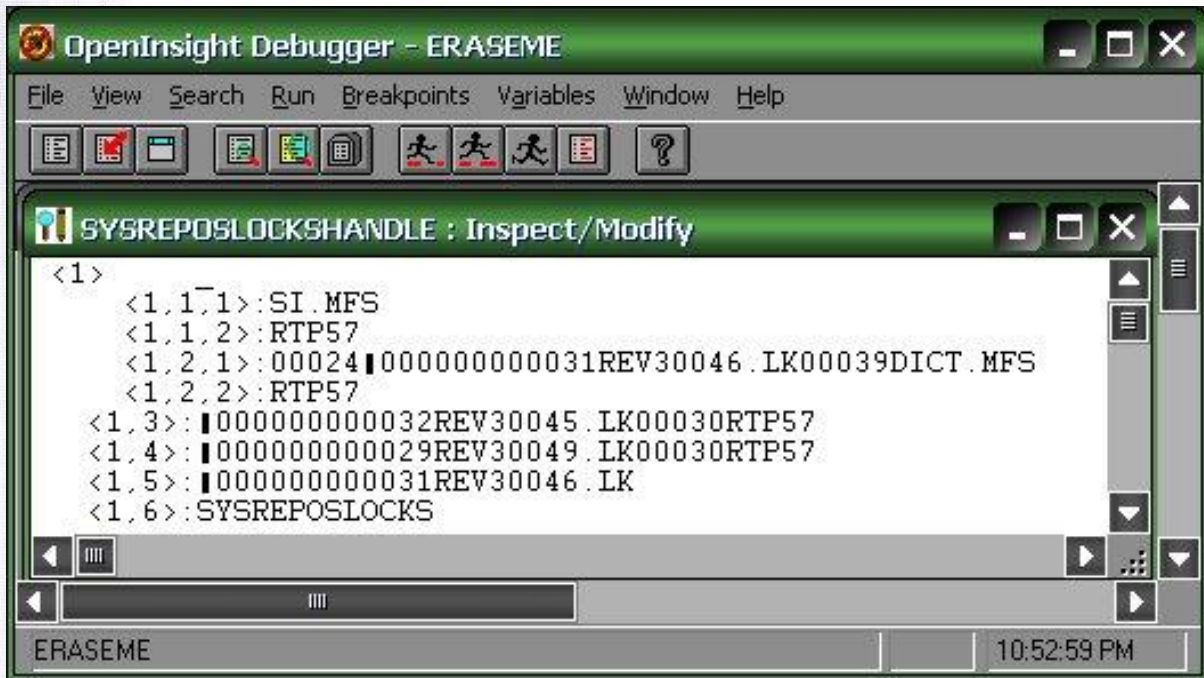 OpenInsight Debugger - ERASEME
File View Search Run Breakpoints Variables Window Help
SYSREPOSLOCKSHANDLE : Inspect/Modify
<1>
<1,1,1>:SI.MFS
<1,1,2>:RTP57
<1,2,1>:00024▮000000000031REV30046.LK00039DICT.MFS
<1,2,2>:RTP57
<1,3>:▮000000000032REV30045.LK00030RTP57
<1,4>:▮000000000029REV30049.LK00030RTP57
<1,5>:▮000000000031REV30046.LK
<1,6>:SYSREPOSLOCKS
ERASEME 10:52:59 PM